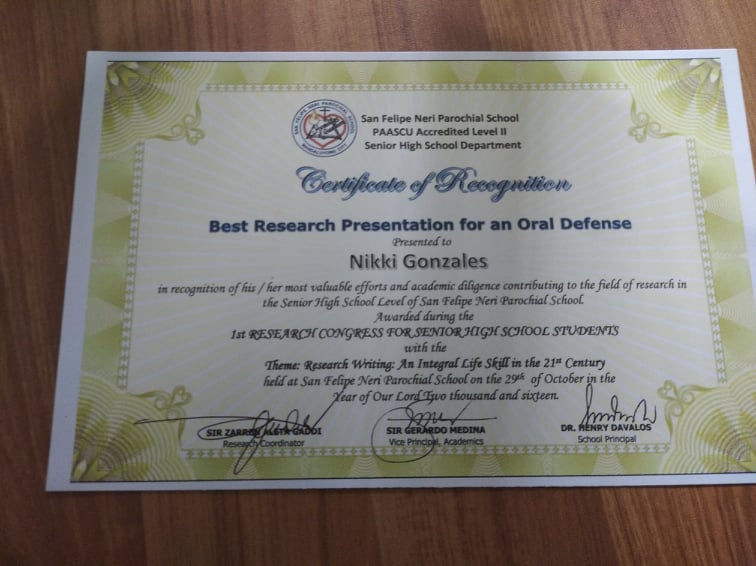 SAN FELIPE NERI PAROCHIAL SCHOOL
MANDALUYONG CITY
San Felipe Neri Parochial School
PAASCU Accredited Level II
Senior High School Department
Certificate of Recognition
Best Research Presentation for an Oral Defense
Presented to
Nikki Gonzales
in recognition of his / her most valuable efforts and academic diligence contributing to the field of research in
the Senior High School Level of San Felipe Neri Parochial School.
Awarded during the
1st RESEARCH CONGRESS FOR SENIOR HIGH SCHOOL STUDENTS
with the
Theme: Research Writing: An Integral Life Skill in the 21st Century
held at San Felipe Neri Parochial School on the 29th of October in the
Year of Our Lord Two thousand and sixteen.
SIR GADDI
Research Coordinator
SIR GERARDO MEDINA
Vice Principal, Academics
DR. HENRY DAVALOS
School Principal